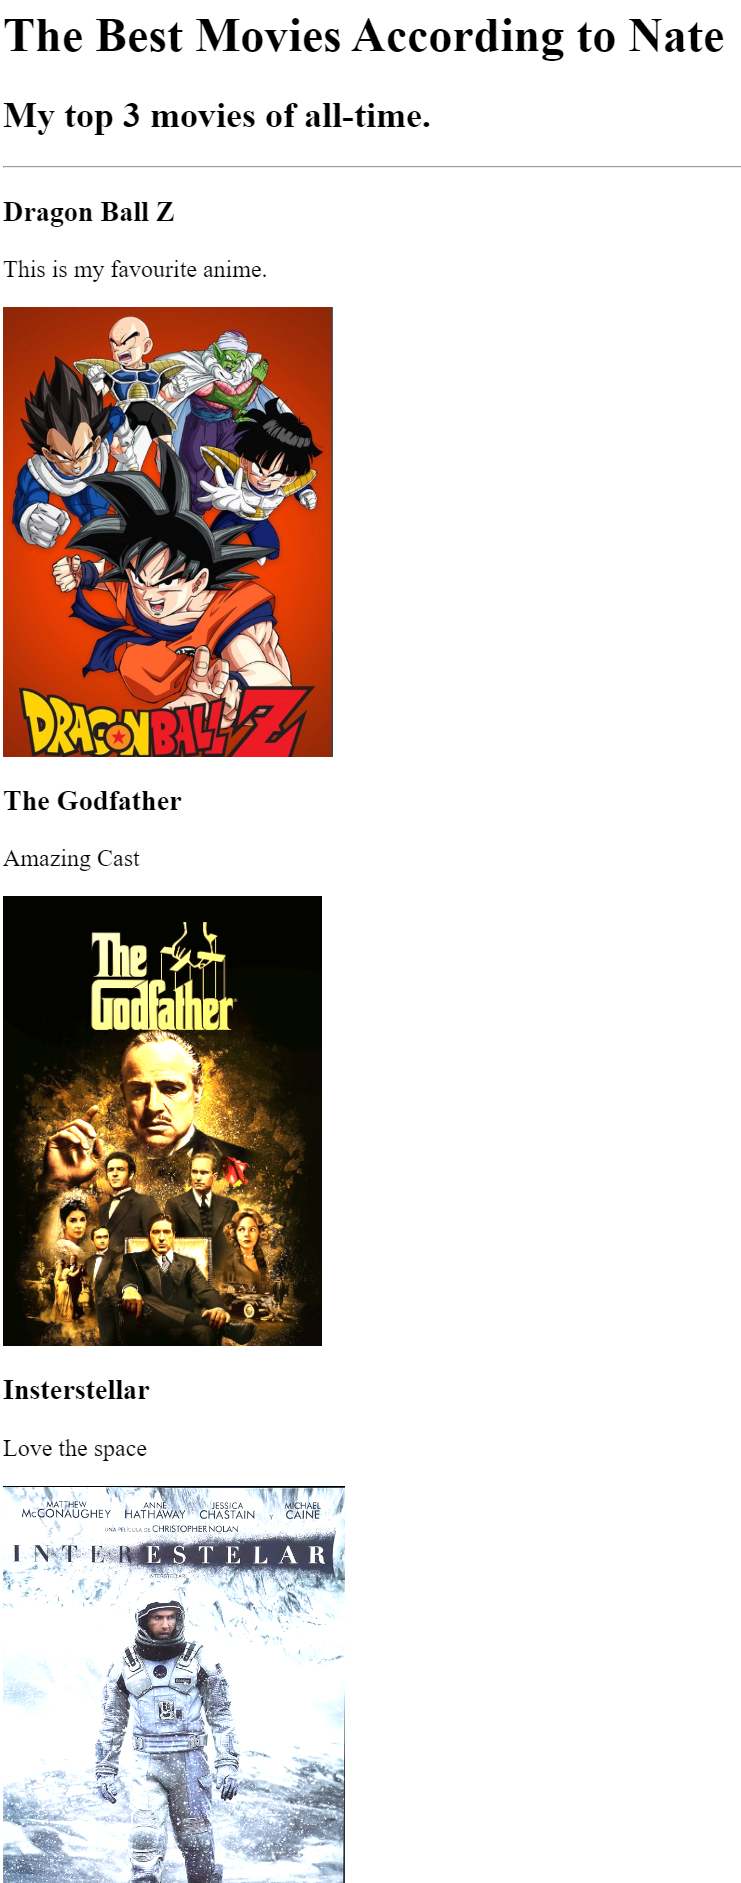 The Best Movies According to Nate
My top 3 movies of all-time.
Dragon Ball Z
This is my favourite anime.
DRAGON BALL Z
The Godfather
Amazing Cast
The
Godfather
Insterstellar
Love the space
MATTHEW McCONAUGHEY ANNE HATHAWAY JESSICA CHASTAIN Y MICHAEL CAINE
UNA PELÍCULA DE CHRISTOPHER NOLAN
INTERESTELAR
(INTERSTELLAR)